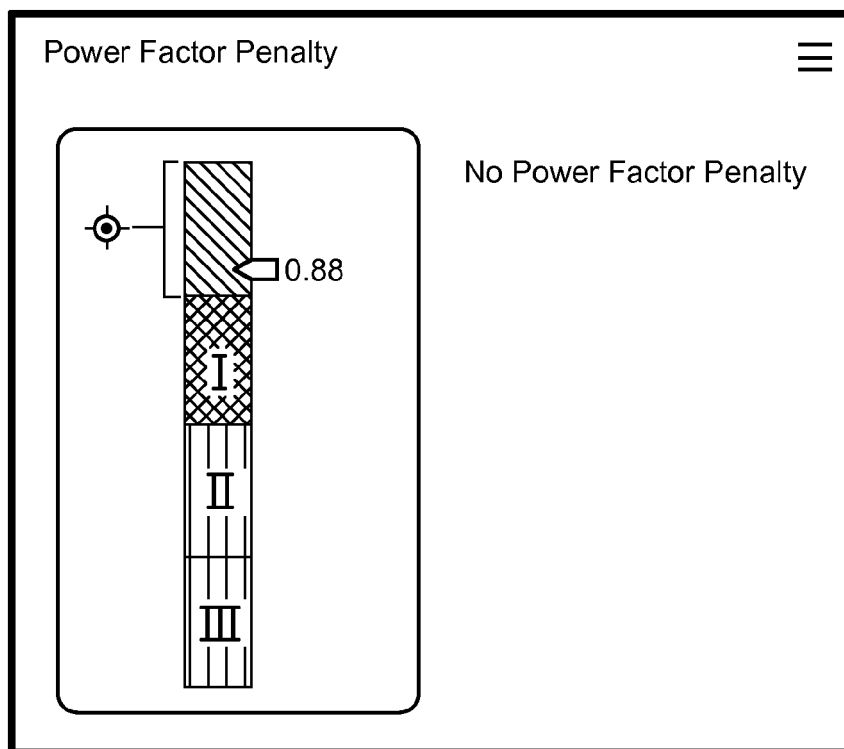 Power Factor Penalty
No Power Factor Penalty
0.88
I
II
III